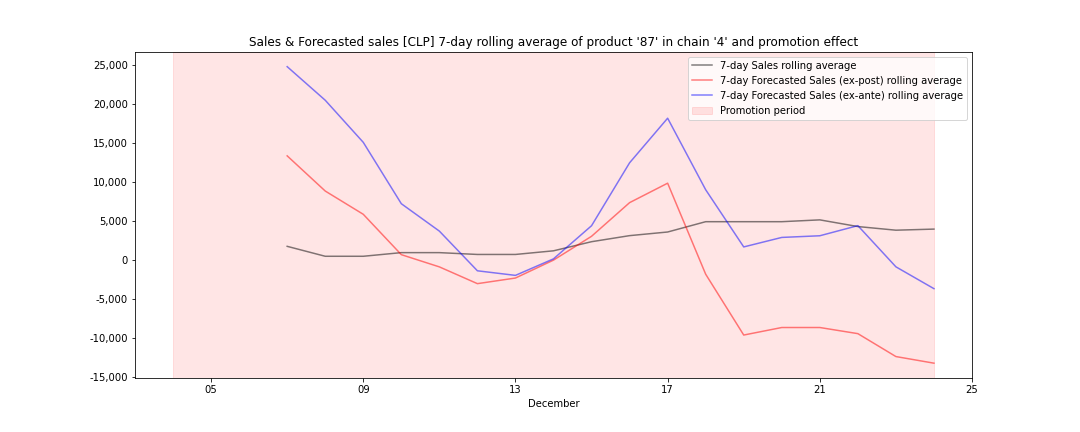 Sales & Forecasted sales [CLP] 7-day rolling average of product '87' in chain '4' and promotion effect
7-day Sales rolling average
7-day Forecasted Sales (ex-post) rolling average
7-day Forecasted Sales (ex-ante) rolling average
Promotion period
25,000
20,000
15,000
10,000
5,000
0
-5,000
-10,000
-15,000
05 09 13 17 21 25
December